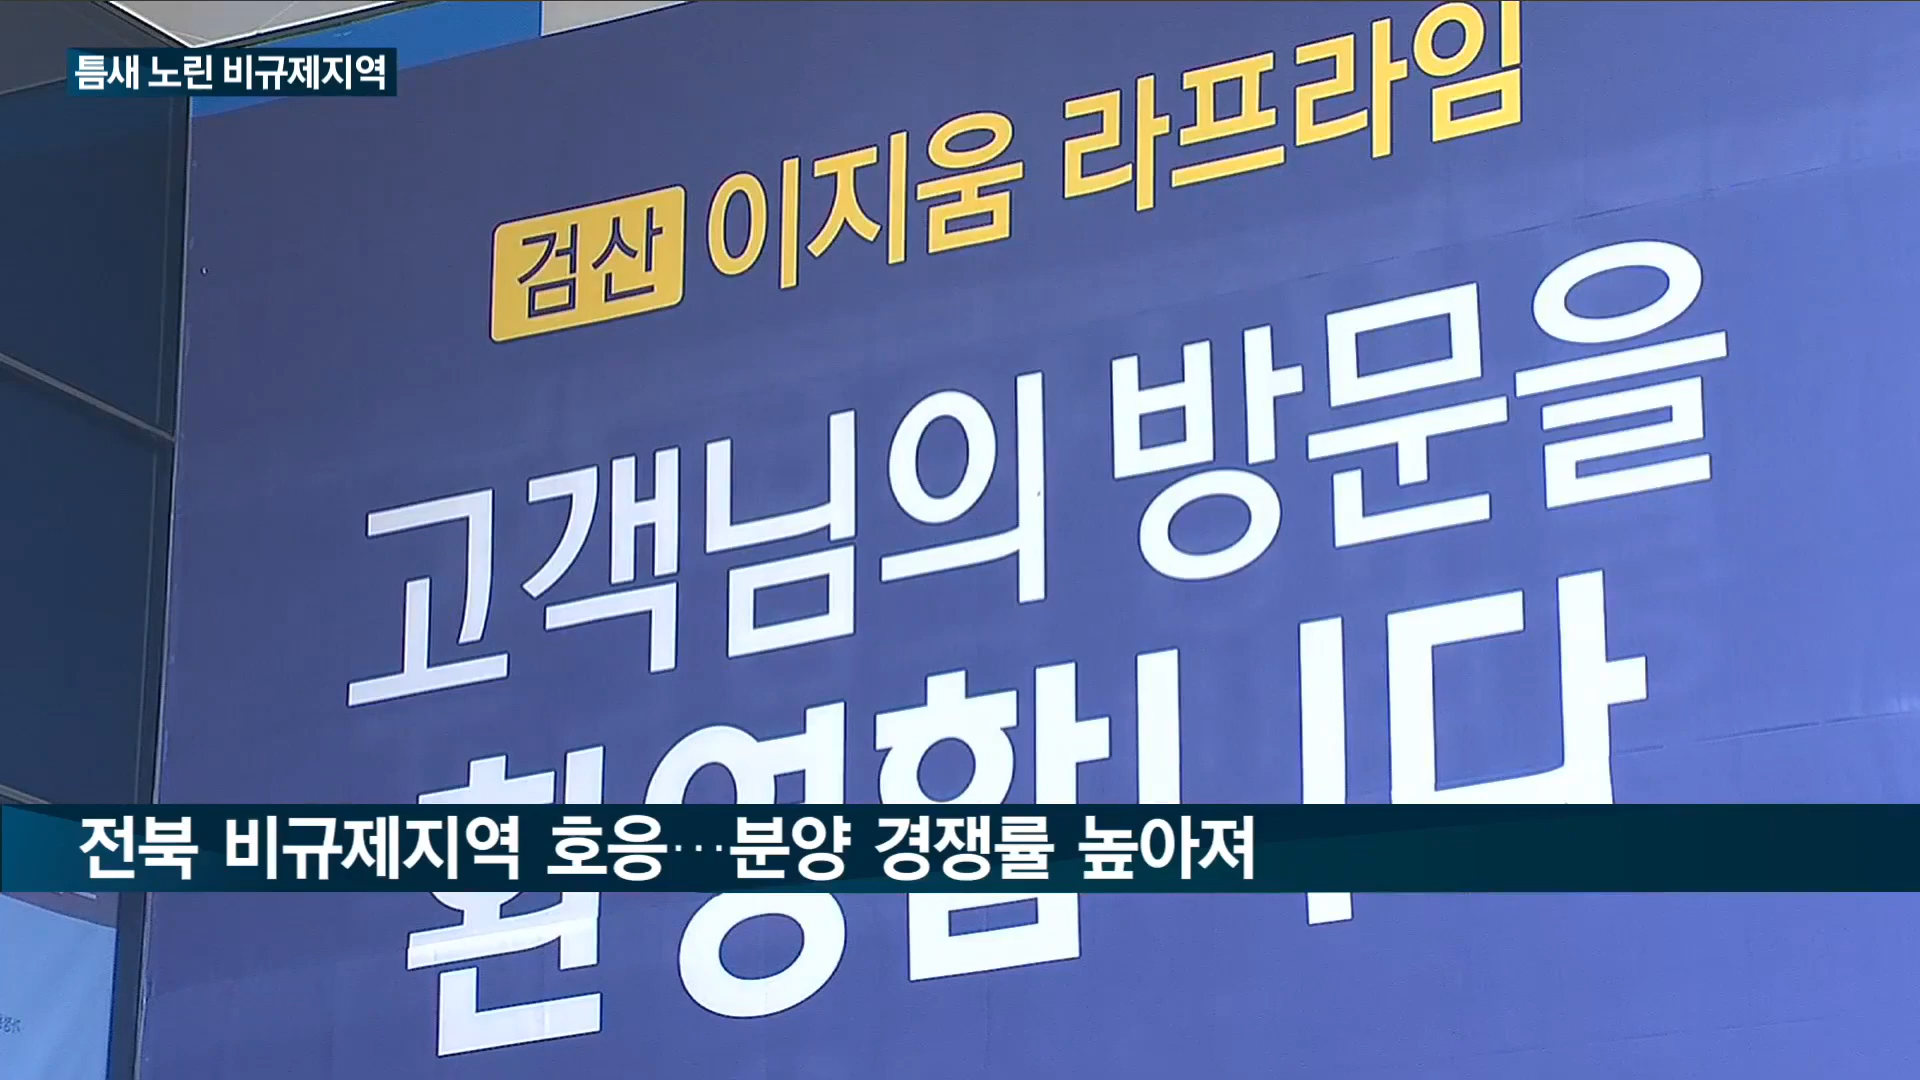 틈새 노린 비규제지역
검산 이지움 라프라임
고객님의 방문을
환영합니다
전북 비규제지역 호응…분양 경쟁률 높아져